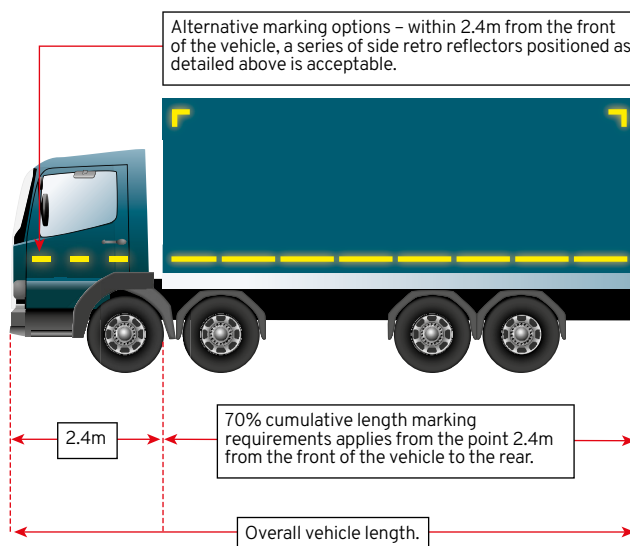 Alternative marking options – within 2.4m from the front
of the vehicle, a series of side retro reflectors positioned as
detailed above is acceptable.
2.4m
70% cumulative length marking
requirements applies from the point 2.4m
from the front of the vehicle to the rear.
Overall vehicle length.